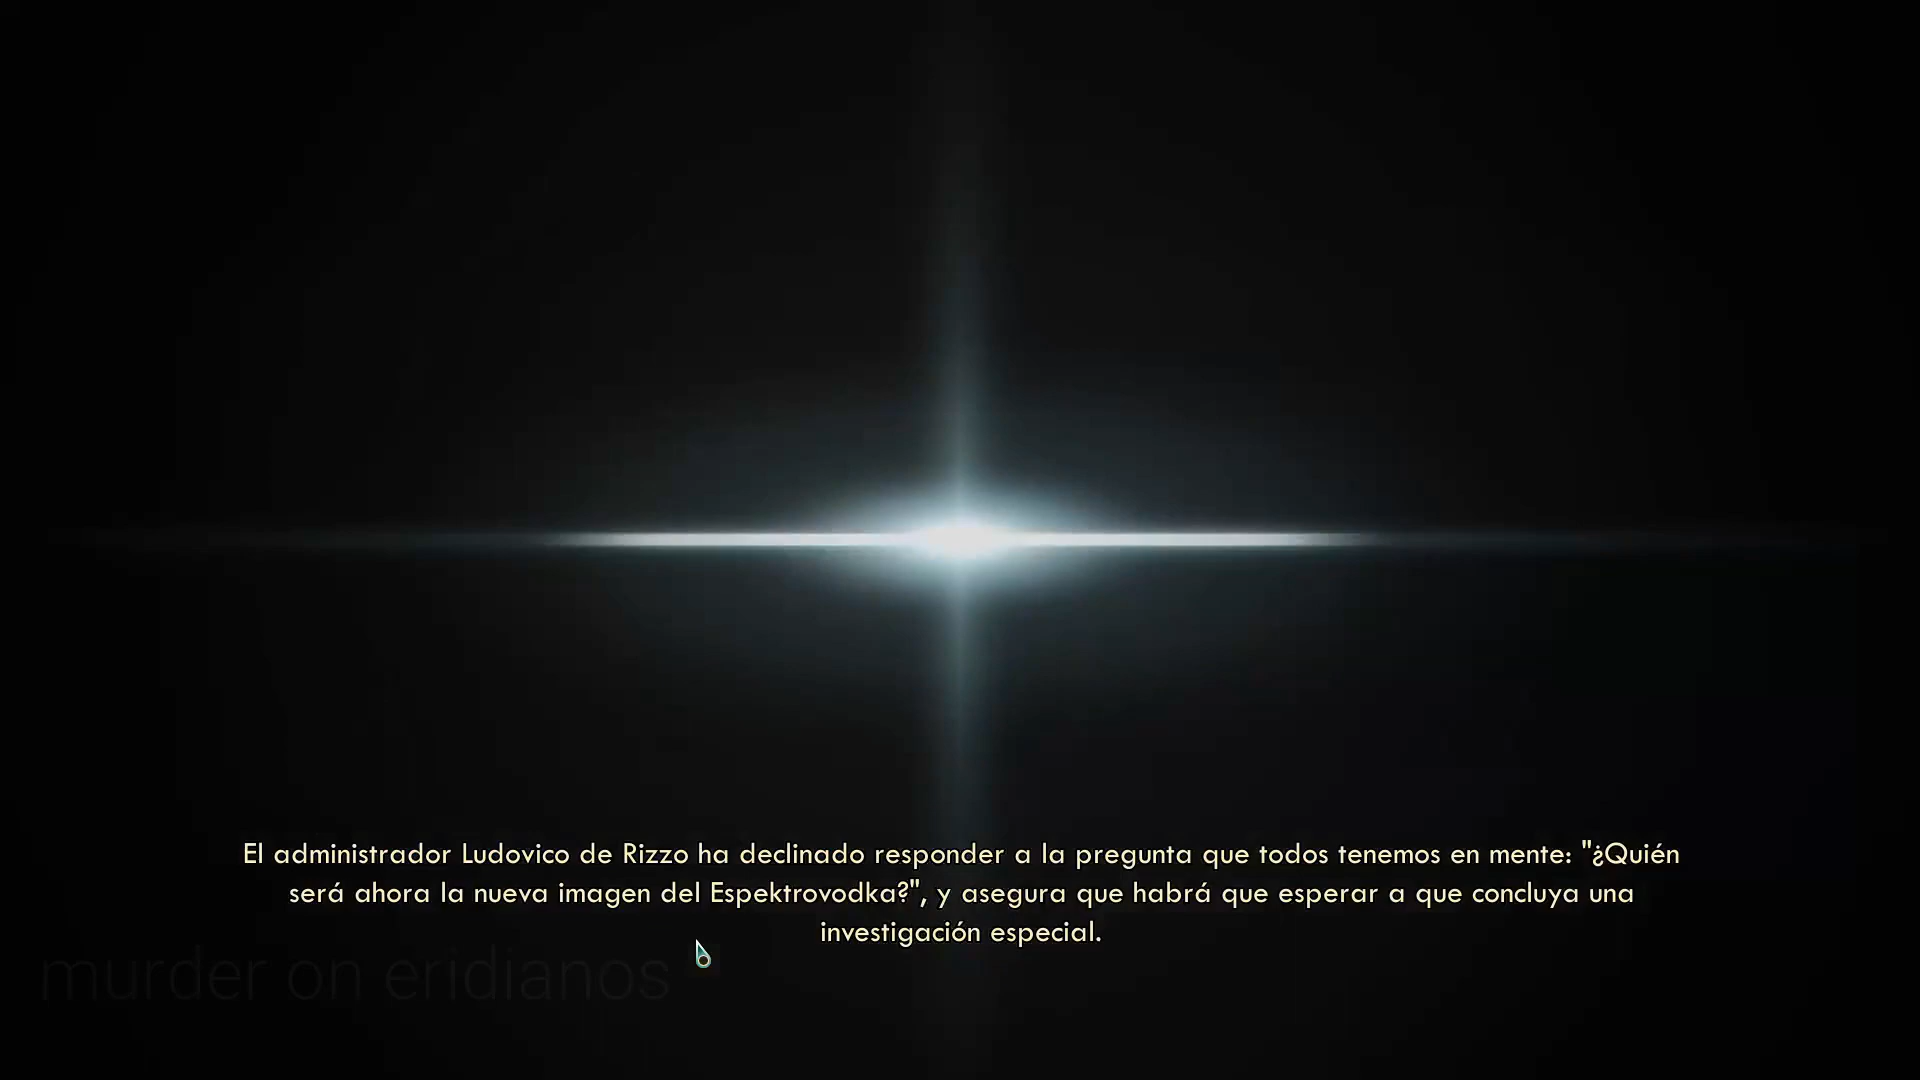 El administrador Ludovico de Rizzo ha declinado responder a la pregunta que todos tenemos en mente: "¿Quién
será ahora la nueva imagen del Espektrovodka?", y asegura que habrá que esperar a que concluya una
investigación especial.
murder on eridianos